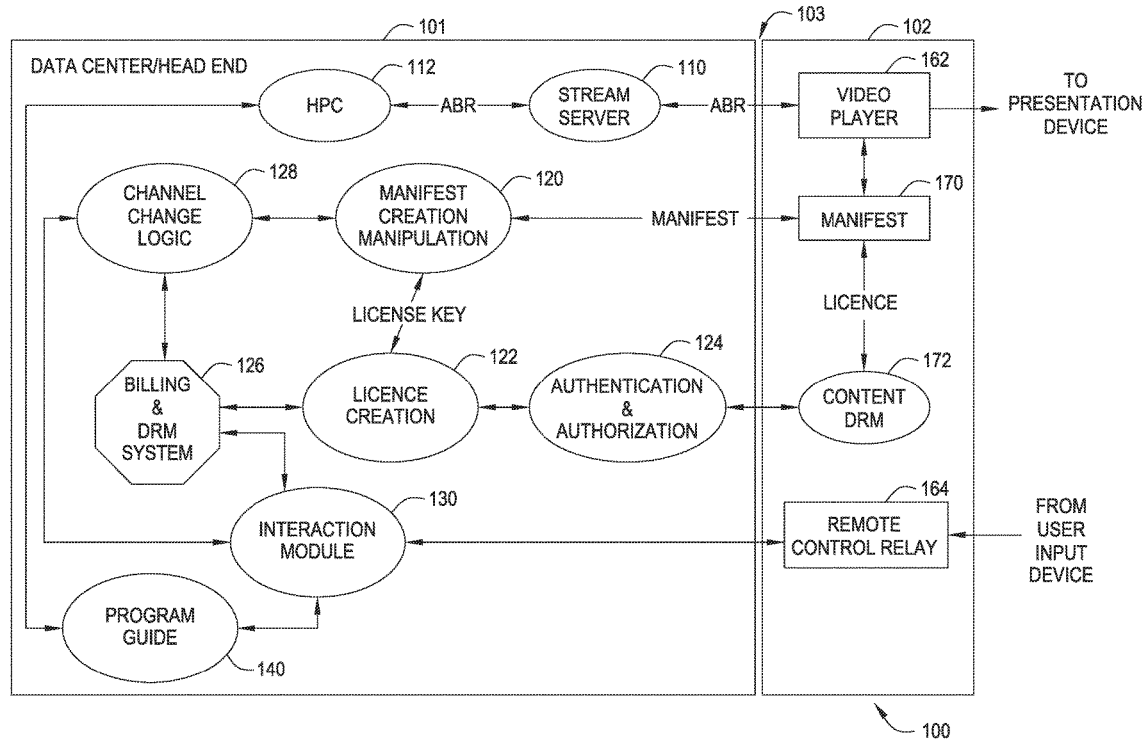 101
103
102
DATA CENTER/HEAD END
112
HPC
ABR
110
STREAM
SERVER
ABR
162
VIDEO
PLAYER
TO
PRESENTATION
DEVICE
128
CHANNEL
CHANGE
LOGIC
120
MANIFEST
CREATION
MANIPULATION
MANIFEST
170
MANIFEST
LICENSE KEY
LICENCE
126
BILLING
&
DRM
SYSTEM
122
LICENCE
CREATION
124
AUTHENTICATION
&
AUTHORIZATION
172
CONTENT
DRM
130
INTERACTION
MODULE
164
REMOTE
CONTROL RELAY
FROM
USER
INPUT
DEVICE
PROGRAM
GUIDE
140
100